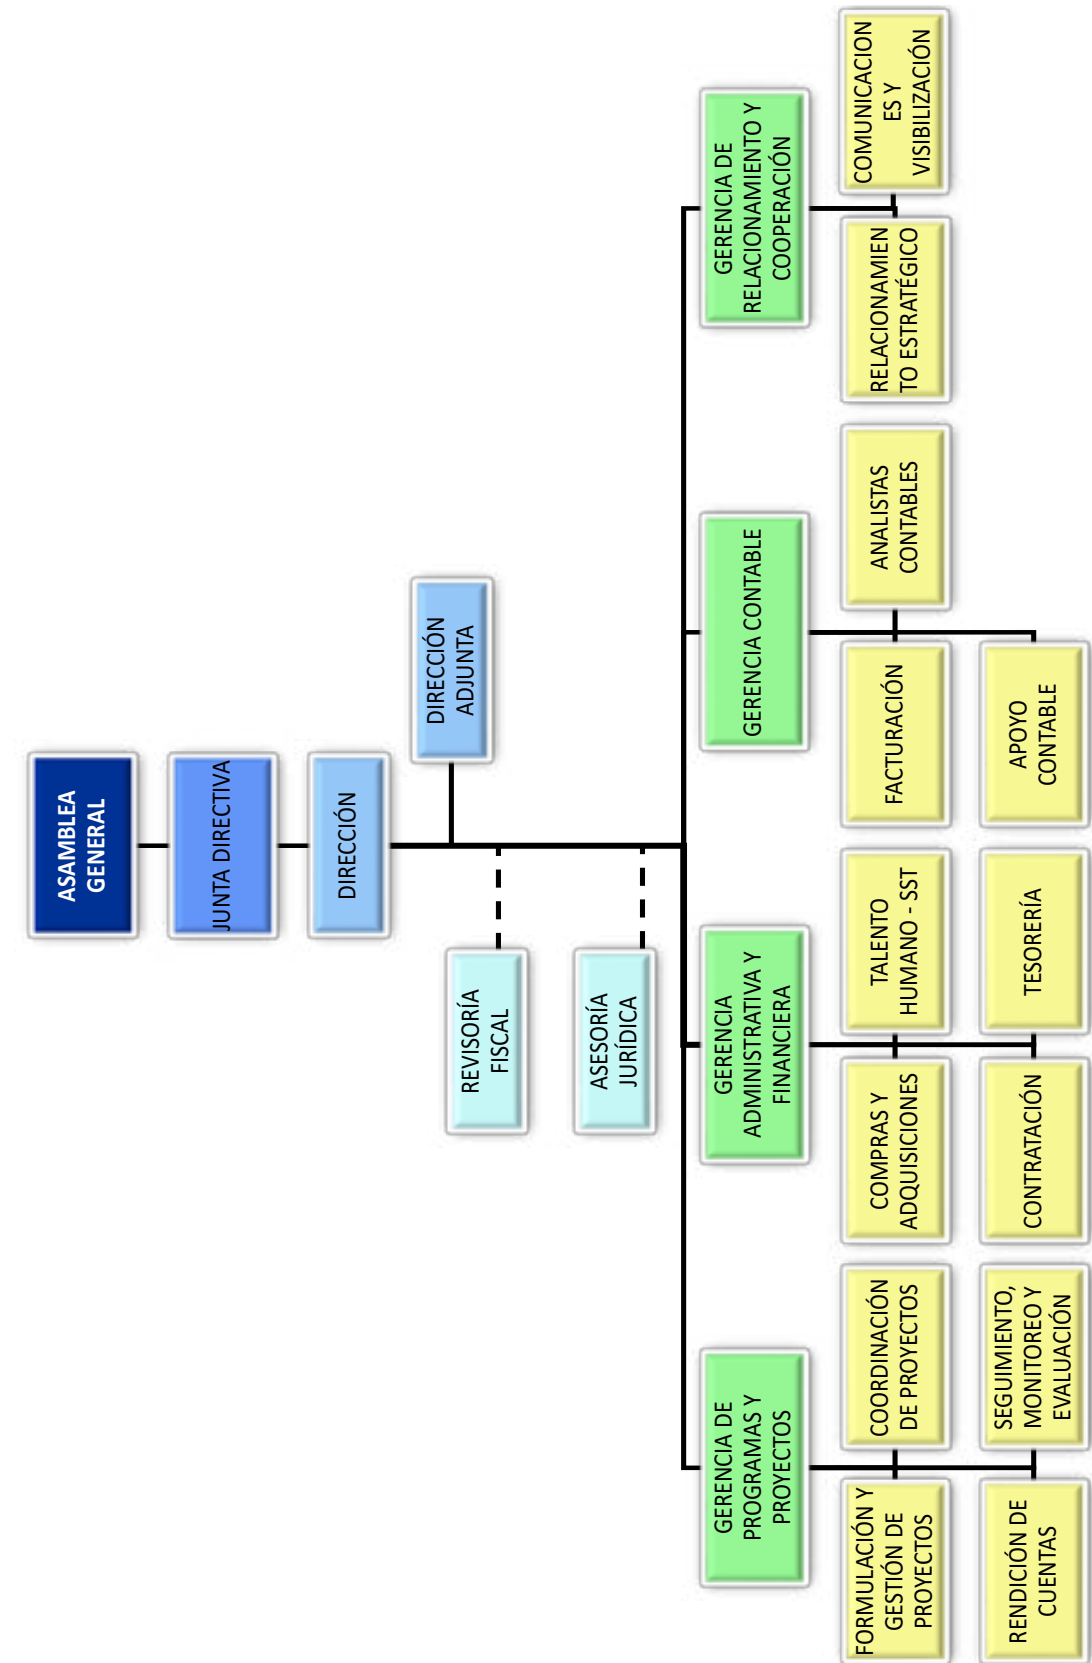 ASAMBLEA
GENERAL
JUNTA DIRECTIVA
DIRECCIÓN
DIRECCIÓN
ADJUNTA
REVISORÍA
FISCAL
ASESORÍA
JURÍDICA
GERENCIA DE
PROGRAMAS Y
PROYECTOS
GERENCIA
ADMINISTRATIVA Y
FINANCIERA
GERENCIA CONTABLE
GERENCIA DE
RELACIONAMIENTO Y
COOPERACIÓN
FORMULACIÓN Y
GESTIÓN DE
PROYECTOS
COORDINACIÓN
DE PROYECTOS
COMPRAS Y
ADQUISICIONES
TALENTO
HUMANO - SST
FACTURACIÓN
ANALISTAS
CONTABLES
RELACIONAMIEN
TO ESTRATÉGICO
COMUNICACION
ES Y
VISIBILIZACIÓN
RENDICIÓN DE
CUENTAS
SEGUIMIENTO,
MONITOREO Y
EVALUACIÓN
CONTRATACIÓN
TESORERÍA
APOYO
CONTABLE